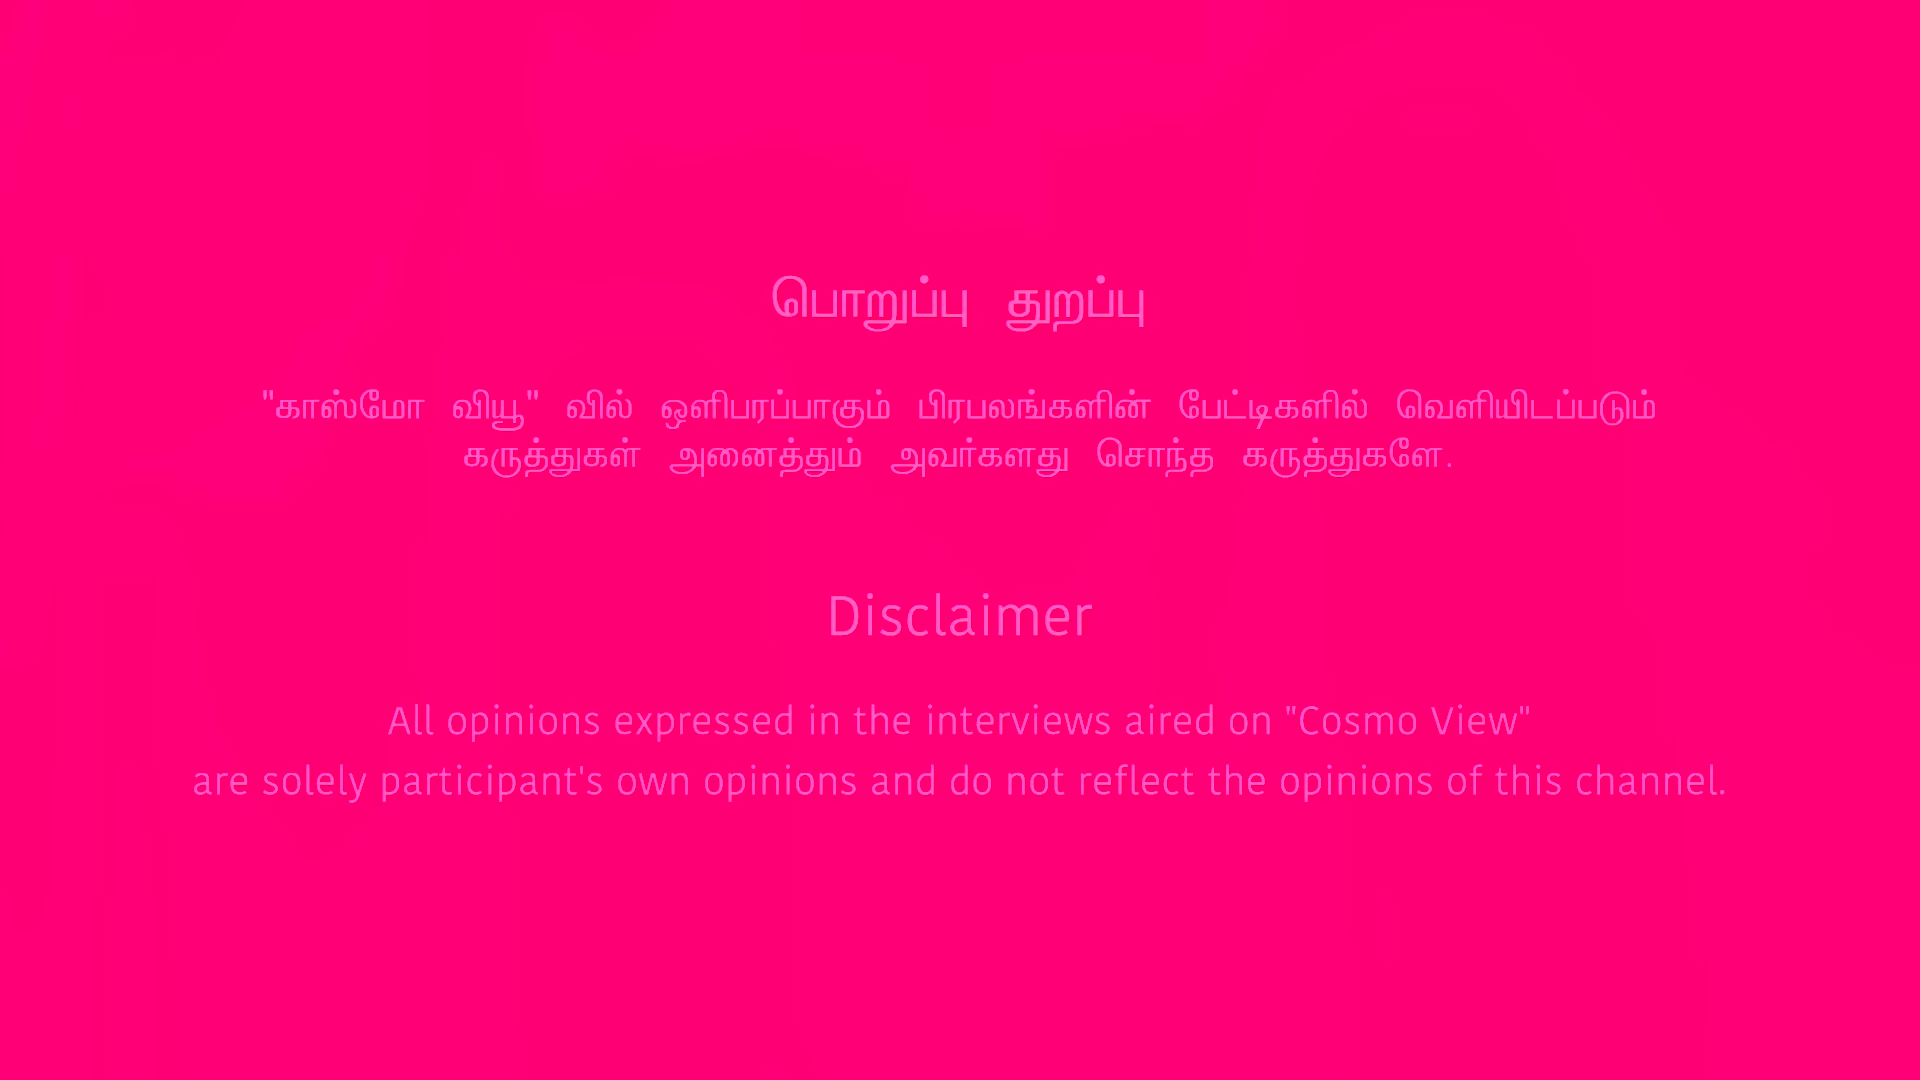 பொறுப்பு துறப்பு
"காஸ்மோ வியூ" வில் ஒளிபரப்பாகும் பிரபலங்களின் பேட்டிகளில் வெளியிடப்படும்
கருத்துகள் அனைத்தும் அவர்களது சொந்த கருத்துகளே.
Disclaimer
All opinions expressed in the interviews aired on "Cosmo View"
are solely participant's own opinions and do not reflect the opinions of this channel.